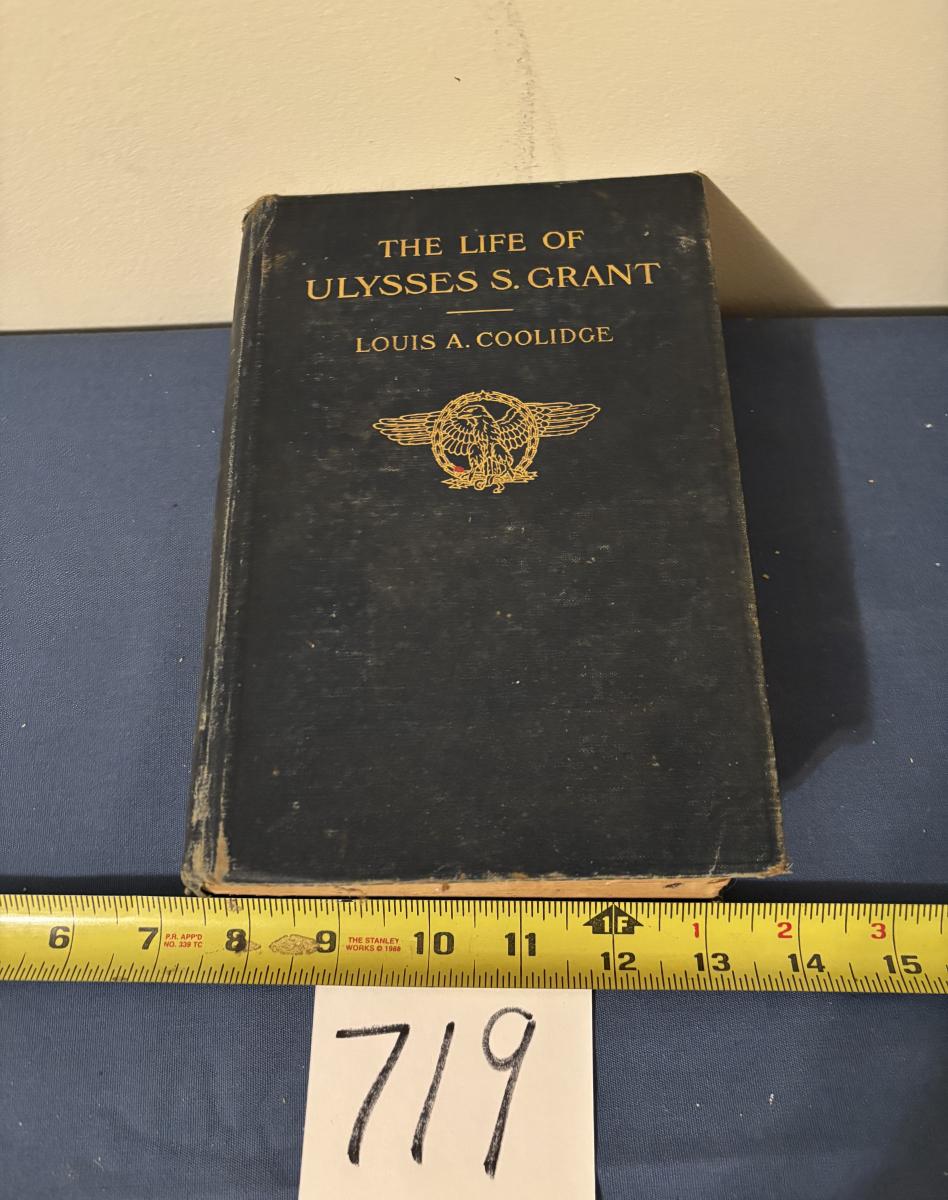 THE LIFE OF
ULYSSES S. GRANT
LOUIS A. COOLIDGE
1F 1 2 3
6 7 P.R. APP'D 8 9 THE STANLEY 10 11 12 13 14 15
NO. 339 TC WORKS © 1988
719